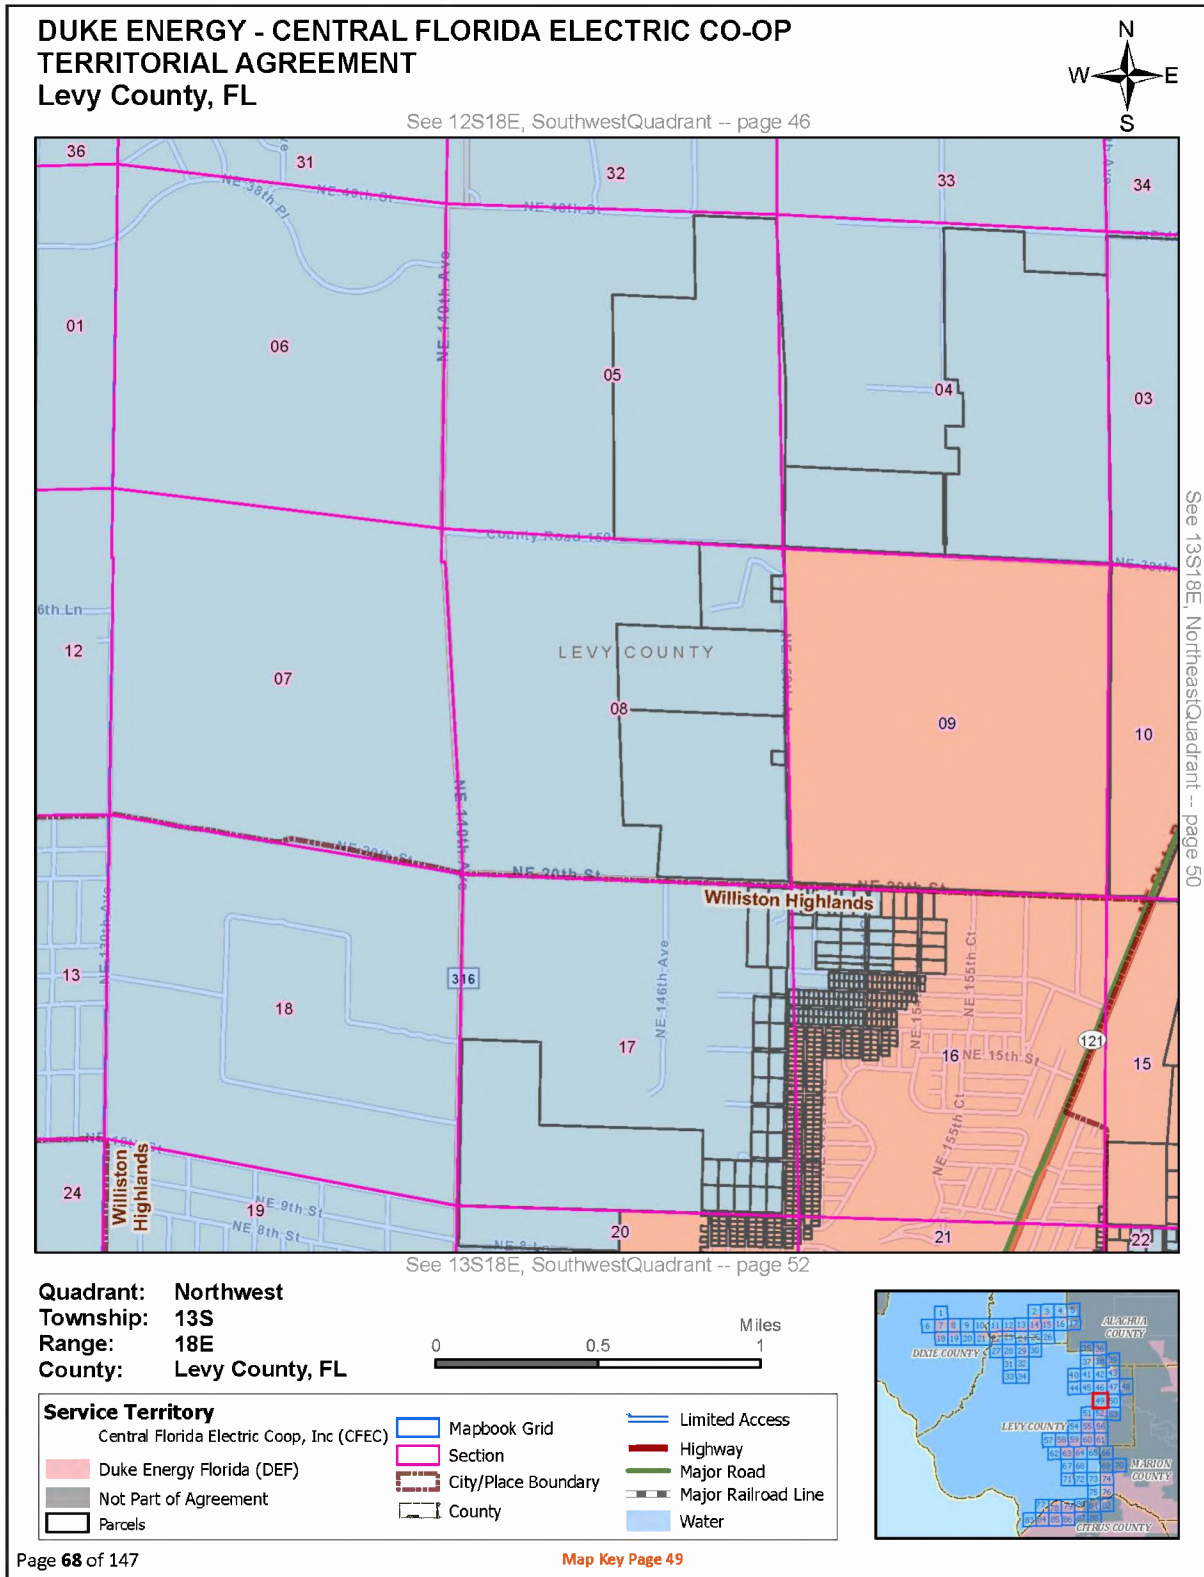 DUKE ENERGY - CENTRAL FLORIDA ELECTRIC CO-OP
TERRITORIAL AGREEMENT
Levy County, FL
N
W
E
S
See 12S18E, SouthwestQuadrant -- page 46
36
31
32
33
34
NE 38th Pl
NE 48th St
NE 48th St
NE 140th Ave
01
06
05
04
03
County Road 159
6th Ln
12
07
LEVY COUNTY
08
09
10
See 13S18E, NortheastQuadrant -- page 50
NE 20th St
NE 20th St
NE 20th St
Williston Highlands
NE 140th Ave
NE 130th Ave
13
18
316
NE 146th Ave
17
NE 155th Ct
16
NE 15th St
NE 155th Ct
121
15
Williston
Highlands
24
19
NE 9th St
NE 8th St
20
21
22
See 13S18E, SouthwestQuadrant -- page 52
Quadrant: Northwest
Township: 13S
Range: 18E
County: Levy County, FL
Miles
0 0.5 1
Service Territory
Central Florida Electric Coop, Inc (CFEC)
Duke Energy Florida (DEF)
Not Part of Agreement
Parcels
Mapbook Grid
Section
City/Place Boundary
County
Limited Access
Highway
Major Road
Major Railroad Line
Water
ALACHUA
COUNTY
DIXIE COUNTY
LEVY COUNTY
MARION
COUNTY
CITRUS COUNTY
Page 68 of 147
Map Key Page 49